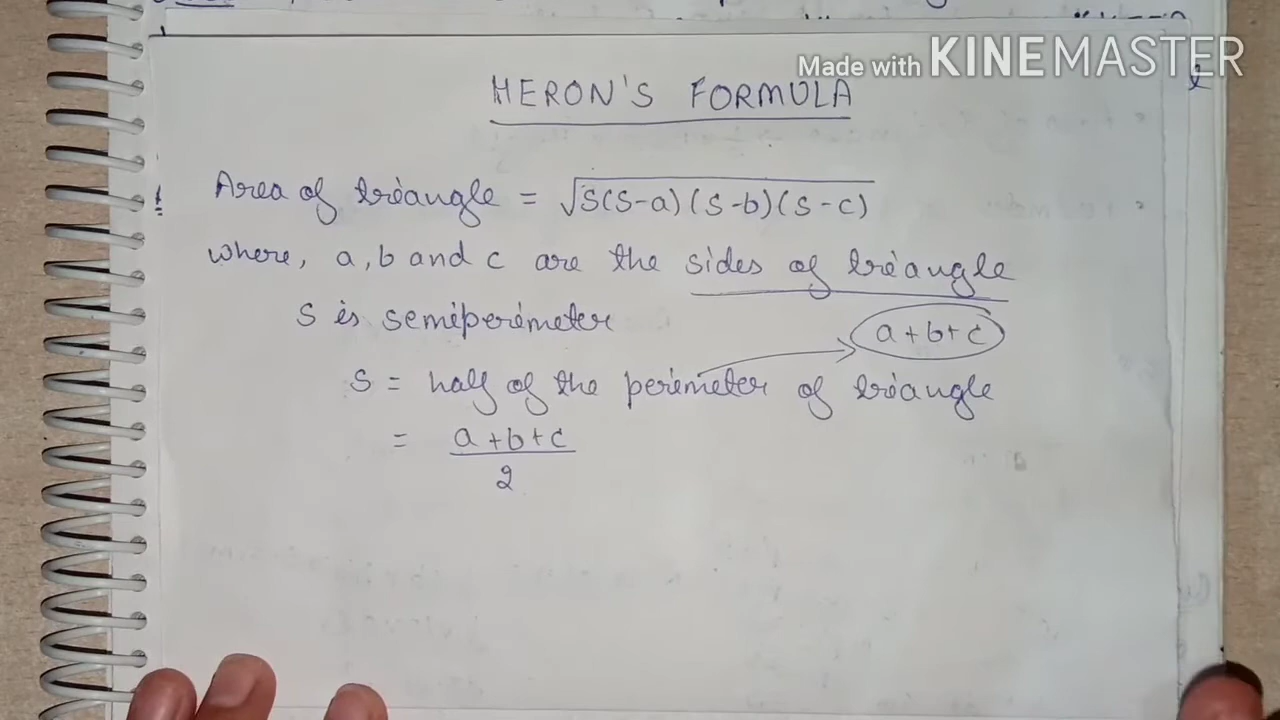 Made with KINEMASTER
HERON'S FORMULA
Area of triangle = √s(s-a)(s-b)(s-c)
where, a, b and c are the sides of triangle
s is semiperimeter
a+b+c
s = half of the perimeter of triangle
= a+b+c
2